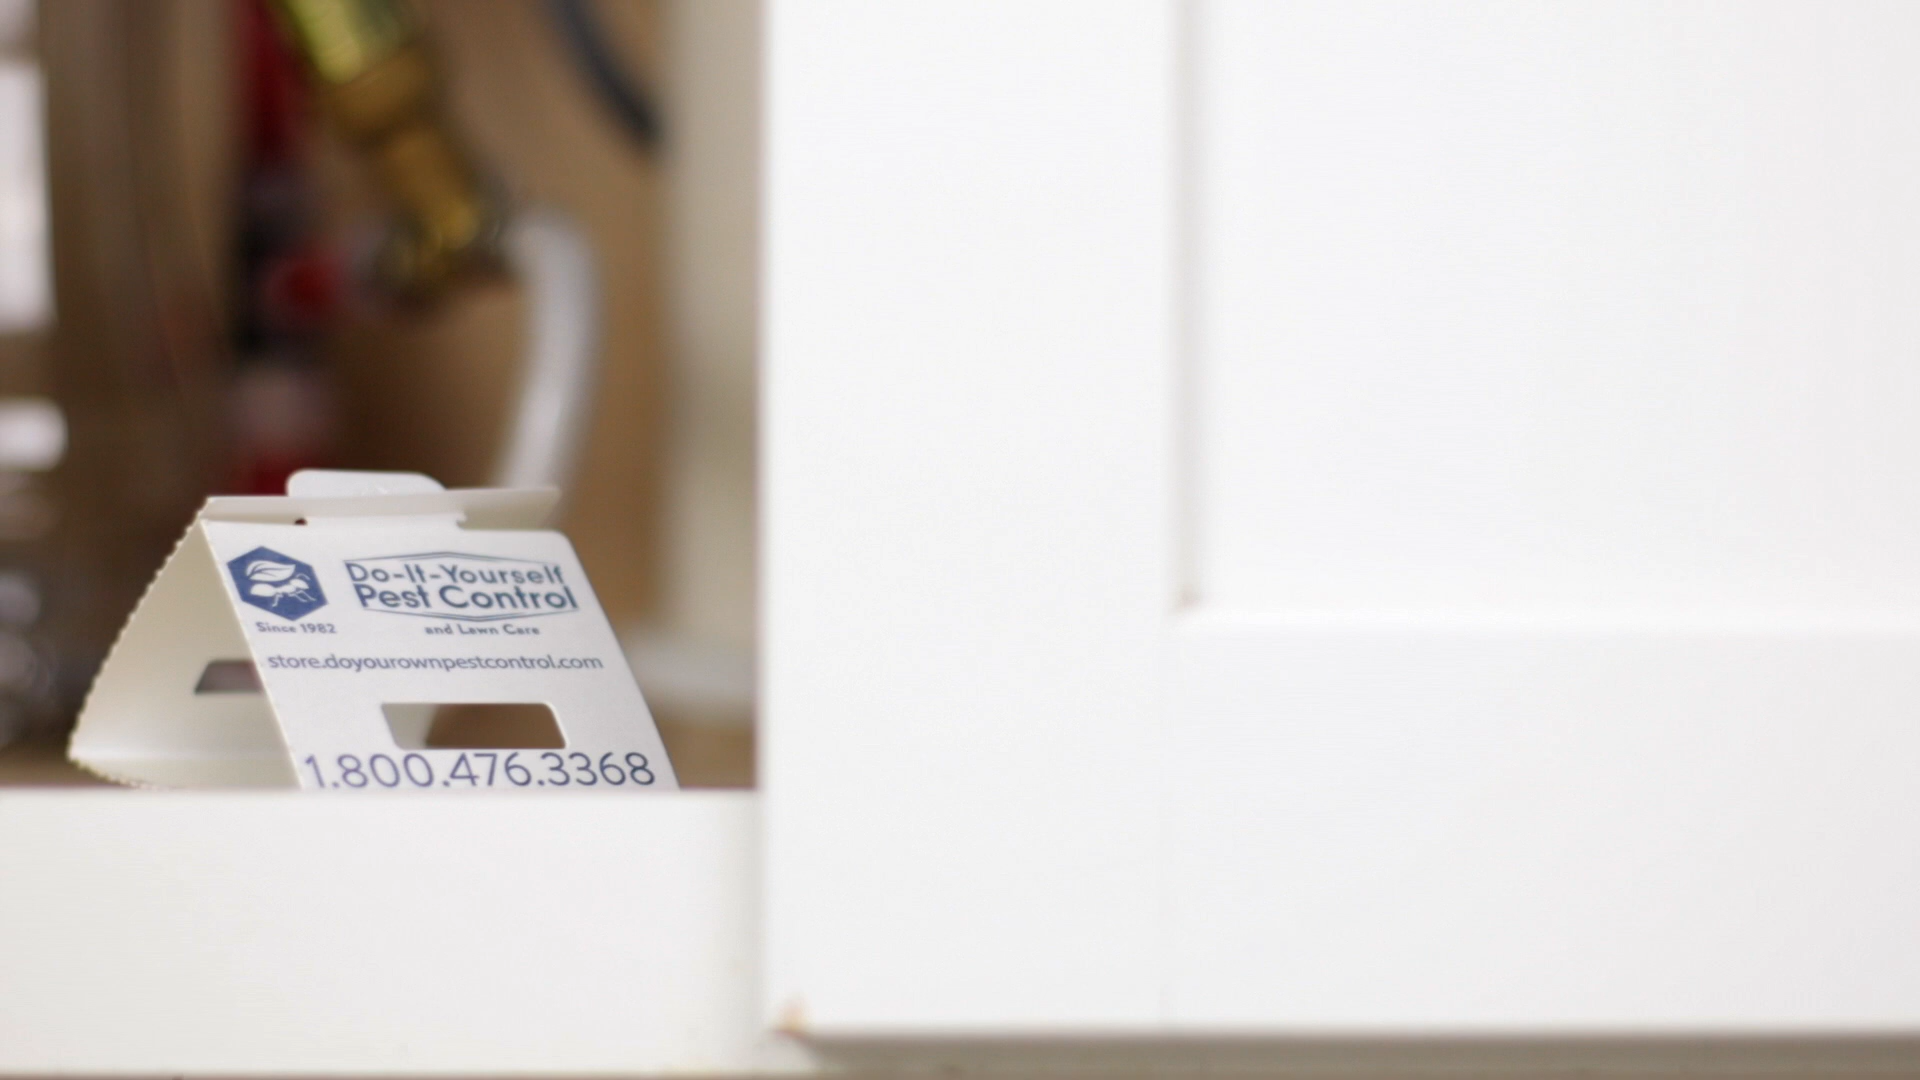 Do-It-Yourself
Pest Control
and Lawn Care
Since 1982
store.doyourownpestcontrol.com
1.800.476.3368